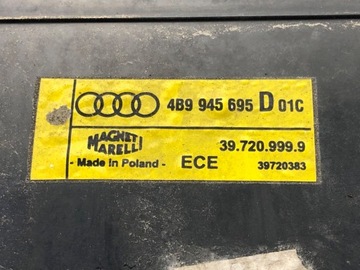 4B9 945 695 D 01C
MAGNETI MARELLI
39.720.999.9
- Made in Poland - ECE 39720383